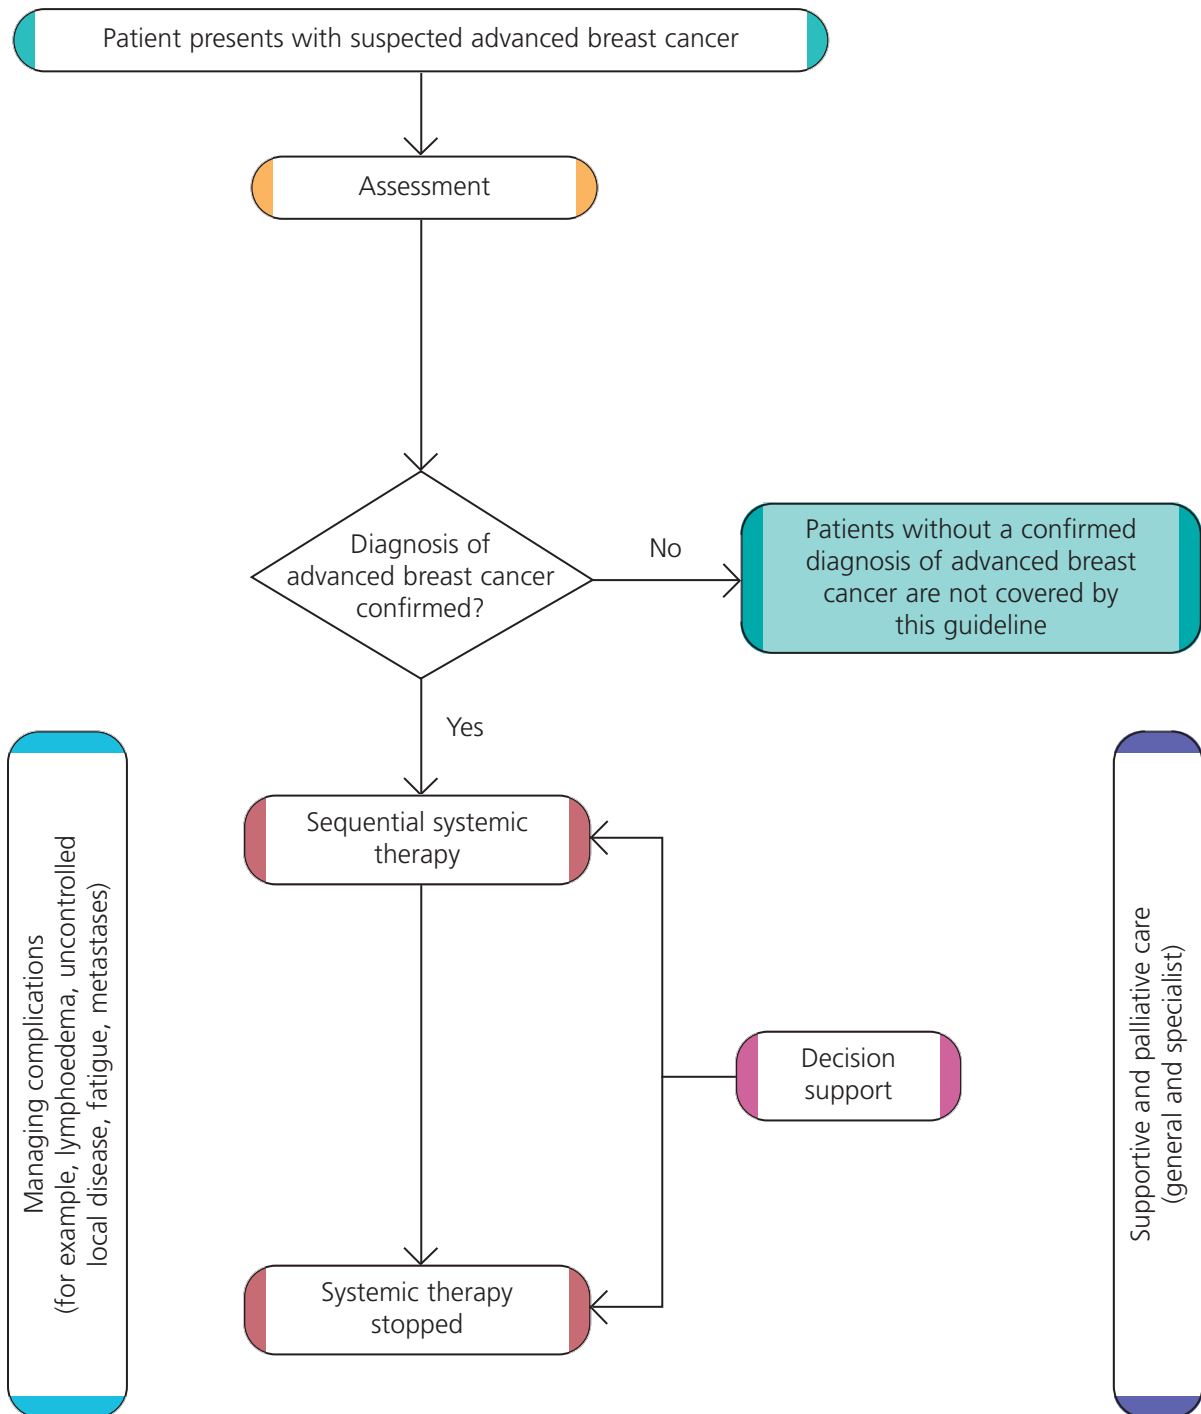 Patient presents with suspected advanced breast cancer
Assessment
Diagnosis of
advanced breast cancer
confirmed?
No
Patients without a confirmed
diagnosis of advanced breast
cancer are not covered by
this guideline
Yes
Managing complications
(for example, lymphoedema, uncontrolled
local disease, fatigue, metastases)
Sequential systemic
therapy
Decision
support
Systemic therapy
stopped
Supportive and palliative care
(general and specialist)